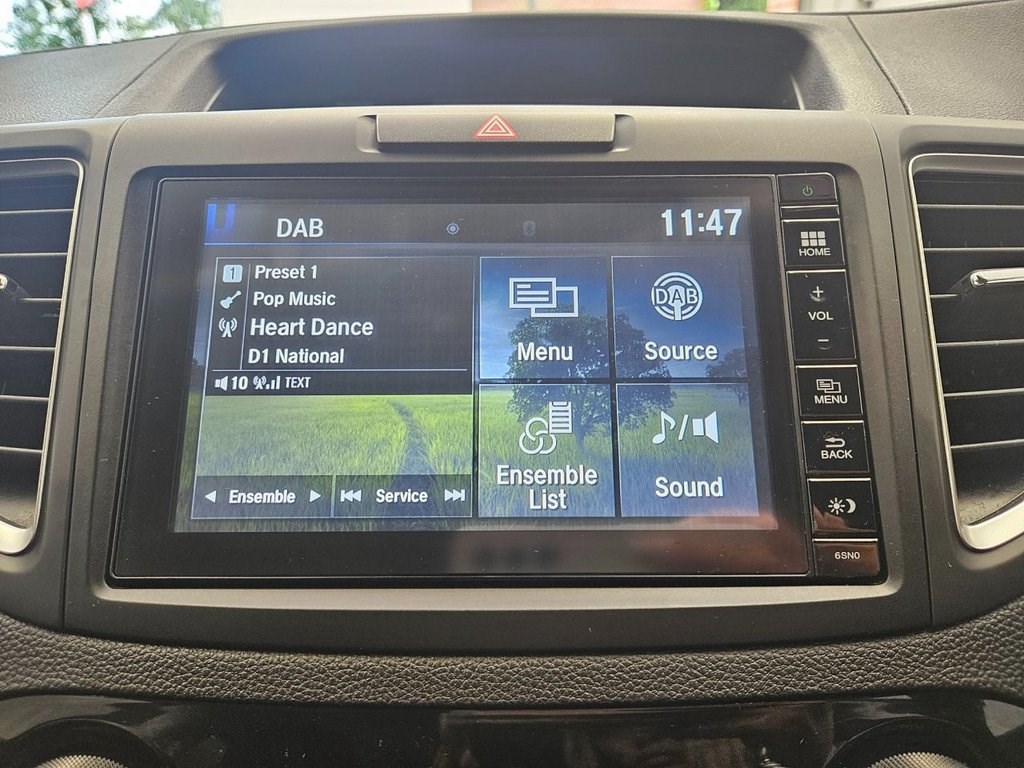 DAB
11:47
1 Preset 1
Pop Music
Heart Dance
D1 National
10 TEXT
Ensemble
Service
Menu
DAB
Source
Ensemble
List
Sound
HOME
+
VOL
-
MENU
BACK
6SN0